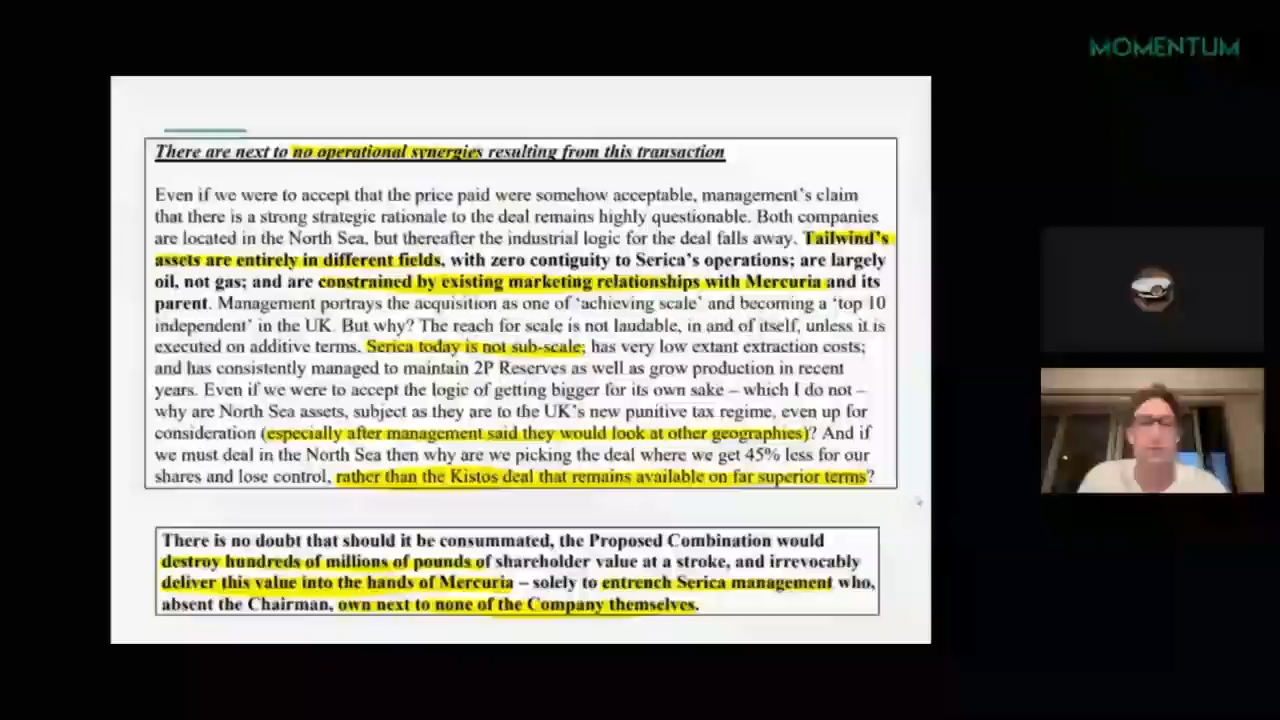 MOMENTUM
There are next to no operational synergies resulting from this transaction
Even if we were to accept that the price paid were somehow acceptable, management's claim
that there is a strong strategic rationale to the deal remains highly questionable. Both companies
are located in the North Sea, but thereafter the industrial logic for the deal falls away. Tailwind's
assets are entirely in different fields, with zero contiguity to Serica's operations; are largely
oil, not gas; and are constrained by existing marketing relationships with Mercuria and its
parent. Management portrays the acquisition as one of 'achieving scale' and becoming a 'top 10
independent' in the UK. But why? The reach for scale is not laudable, in and of itself, unless it is
executed on additive terms. Serica today is not sub-scale; has very low extant extraction costs;
and has consistently managed to maintain 2P Reserves as well as grow production in recent
years. Even if we were to accept the logic of getting bigger for its own sake – which I do not –
why are North Sea assets, subject as they are to the UK's new punitive tax regime, even up for
consideration (especially after management said they would look at other geographies)? And if
we must deal in the North Sea then why are we picking the deal where we get 45% less for our
shares and lose control, rather than the Kistos deal that remains available on far superior terms?
There is no doubt that should it be consummated, the Proposed Combination would
destroy hundreds of millions of pounds of shareholder value at a stroke, and irrevocably
deliver this value into the hands of Mercuria – solely to entrench Serica management who,
absent the Chairman, own next to none of the Company themselves.